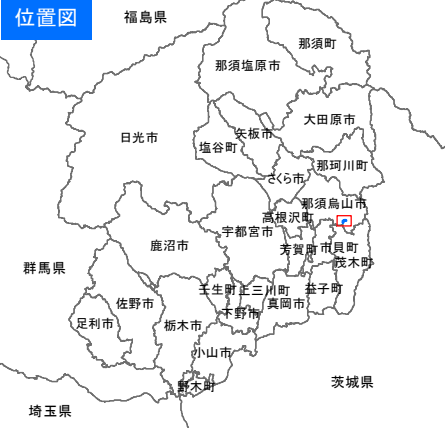 位置図
福島県
那須町
那須塩原市
大田原市
日光市
矢板市
塩谷町
那珂川町
さくら市
那須烏山市
高根沢町
宇都宮市
鹿沼市
芳賀町
市貝町
茂木町
群馬県
壬生町
上三川町
益子町
佐野市
真岡市
下野市
足利市
栃木市
小山市
野木町
茨城県
埼玉県